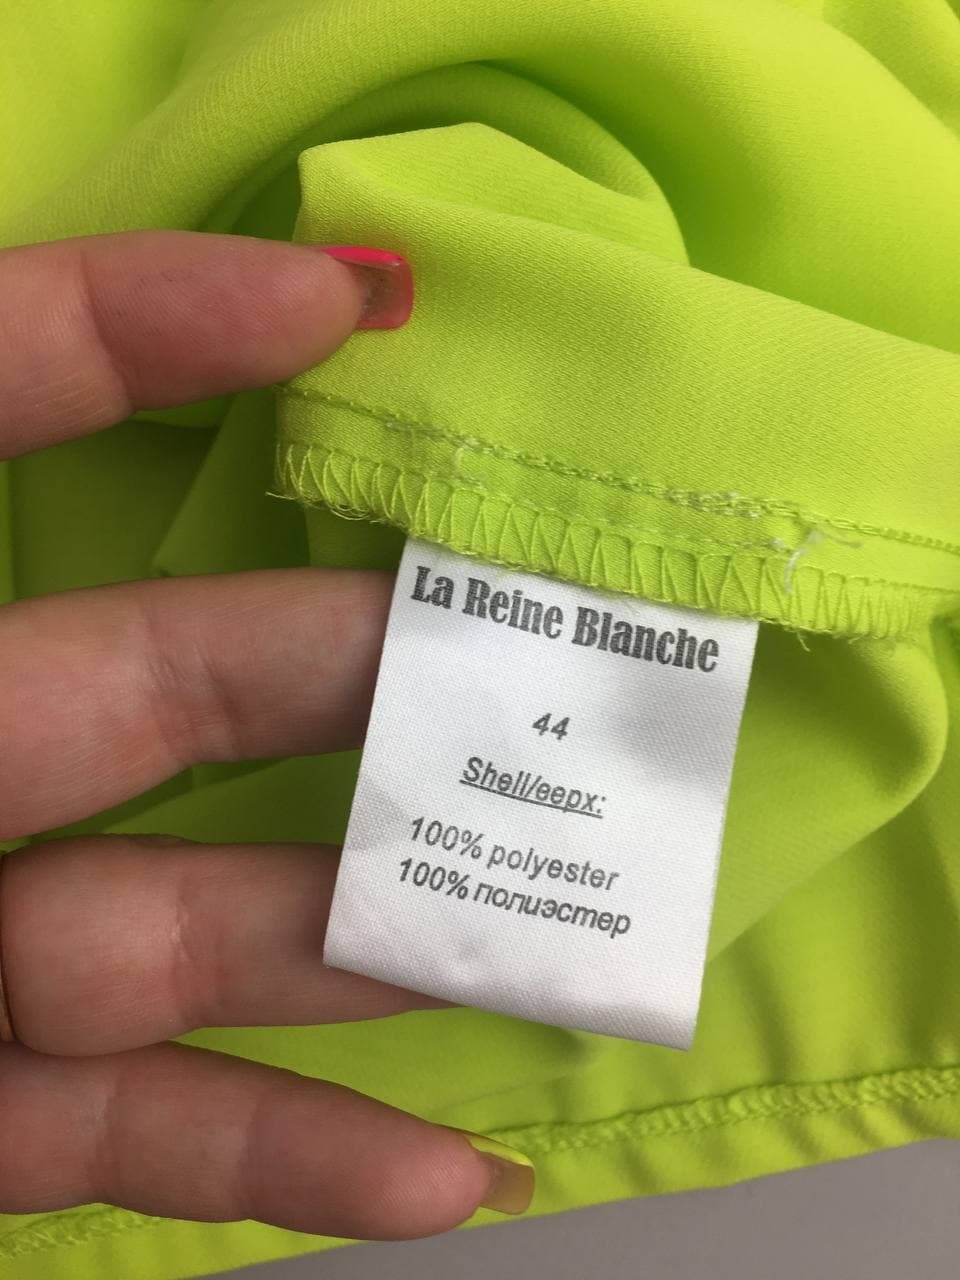 La Reine Blanche
44
Shell/верх:
100% polyester
100% полиэстер